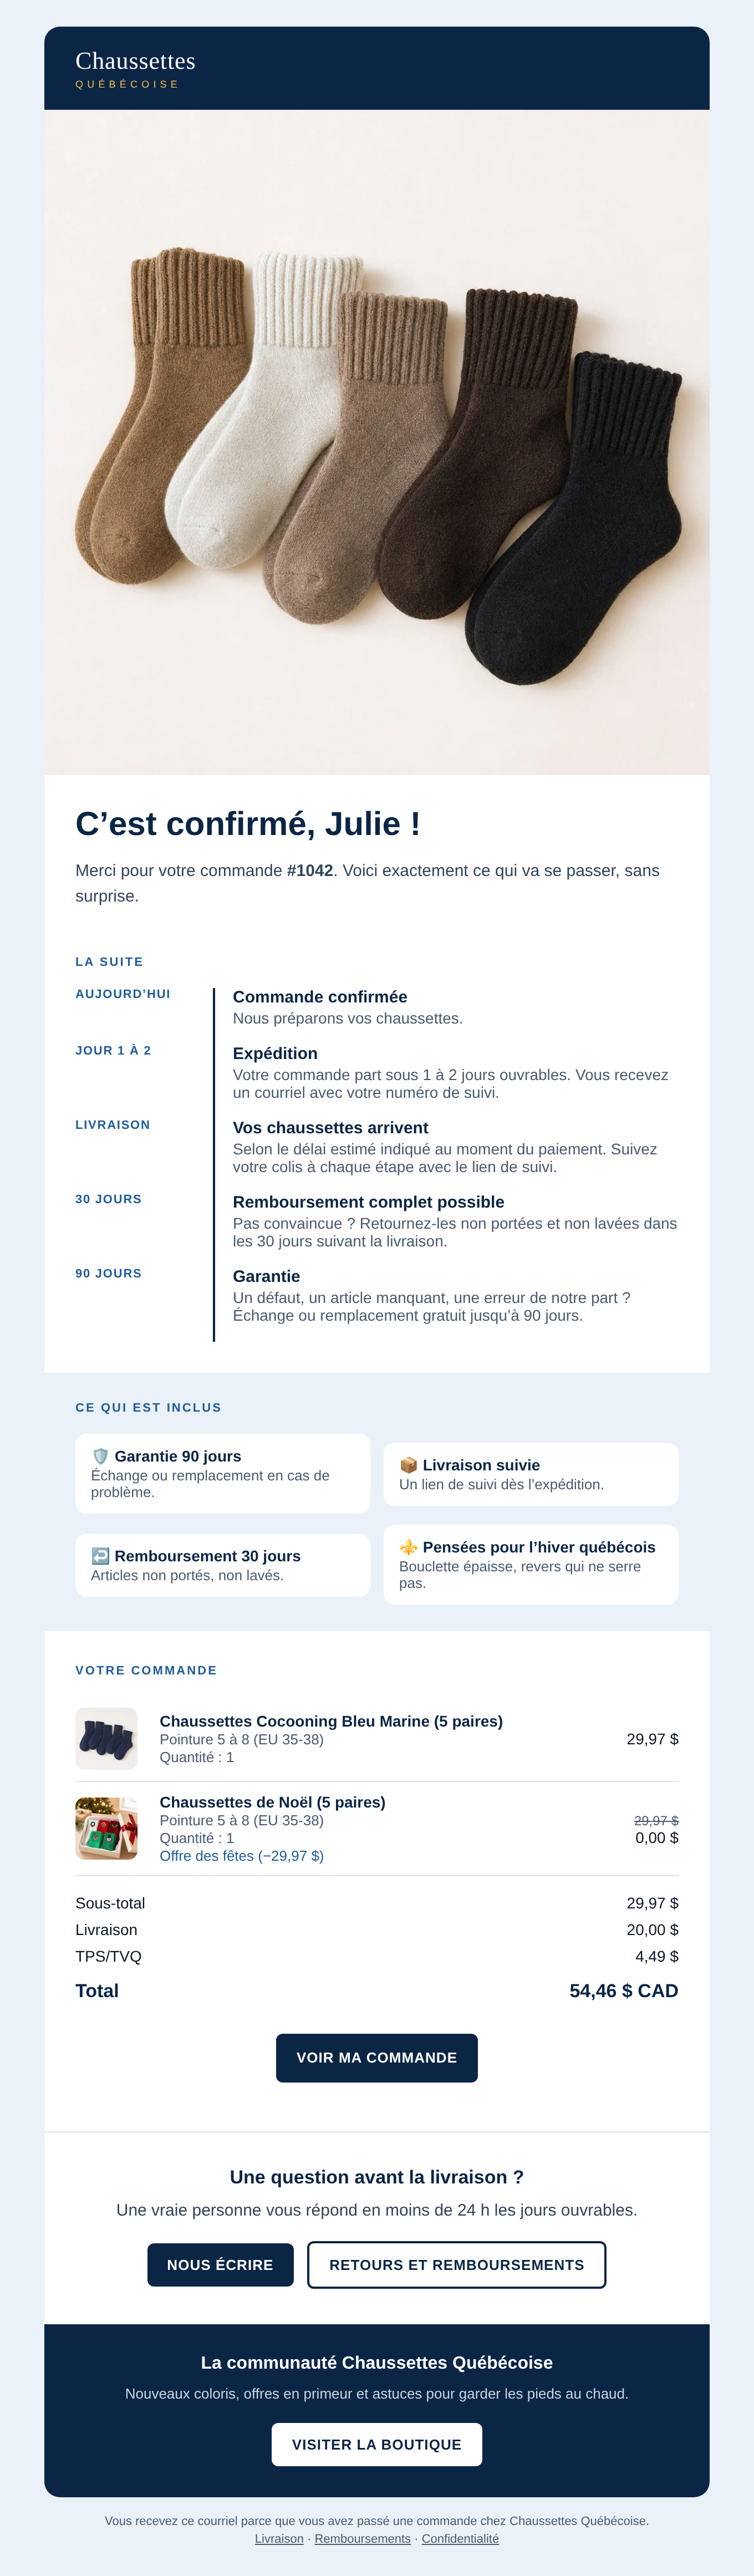 Chaussettes
QUÉBÉCOISE
C’est confirmé, Julie !
Merci pour votre commande #1042. Voici exactement ce qui va se passer, sans
surprise.
LA SUITE
AUJOURD’HUI
Commande confirmée
Nous préparons vos chaussettes.
JOUR 1 À 2
Expédition
Votre commande part sous 1 à 2 jours ouvrables. Vous recevez
un courriel avec votre numéro de suivi.
LIVRAISON
Vos chaussettes arrivent
Selon le délai estimé indiqué au moment du paiement. Suivez
votre colis à chaque étape avec le lien de suivi.
30 JOURS
Remboursement complet possible
Pas convaincue ? Retournez-les non portées et non lavées dans
les 30 jours suivant la livraison.
90 JOURS
Garantie
Un défaut, un article manquant, une erreur de notre part ?
Échange ou remplacement gratuit jusqu’à 90 jours.
CE QUI EST INCLUS
🛡️ Garantie 90 jours
Échange ou remplacement en cas de
problème.
📦 Livraison suivie
Un lien de suivi dès l’expédition.
↩️ Remboursement 30 jours
Articles non portés, non lavés.
⚜️ Pensées pour l’hiver québécois
Bouclette épaisse, revers qui ne serre
pas.
VOTRE COMMANDE
Chaussettes Cocooning Bleu Marine (5 paires)
Pointure 5 à 8 (EU 35-38)
Quantité : 1
29,97 $
Chaussettes de Noël (5 paires)
Pointure 5 à 8 (EU 35-38)
Quantité : 1
Offre des fêtes (−29,97 $)
29,97 $
0,00 $
Sous-total 29,97 $
Livraison 20,00 $
TPS/TVQ 4,49 $
Total 54,46 $ CAD
VOIR MA COMMANDE
Une question avant la livraison ?
Une vraie personne vous répond en moins de 24 h les jours ouvrables.
NOUS ÉCRIRE
RETOURS ET REMBOURSEMENTS
La communauté Chaussettes Québécoise
Nouveaux coloris, offres en primeur et astuces pour garder les pieds au chaud.
VISITER LA BOUTIQUE
Vous recevez ce courriel parce que vous avez passé une commande chez Chaussettes Québécoise.
Livraison · Remboursements · Confidentialité